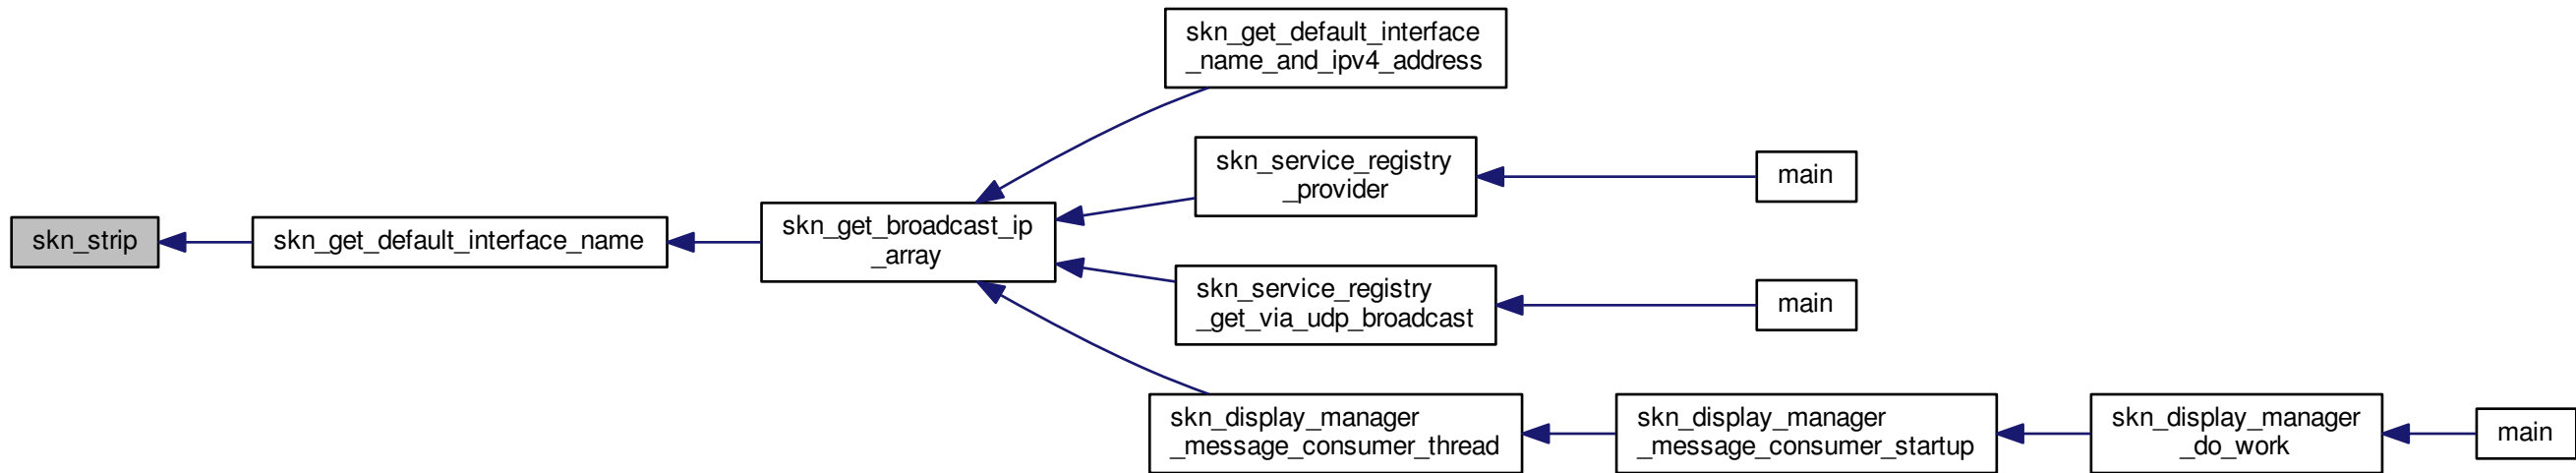 skn_strip
skn_get_default_interface_name
skn_get_broadcast_ip
_array
skn_get_default_interface
_name_and_ipv4_address
skn_service_registry
_provider
main
skn_service_registry
_get_via_udp_broadcast
main
skn_display_manager
_message_consumer_thread
skn_display_manager
_message_consumer_startup
skn_display_manager
_do_work
main